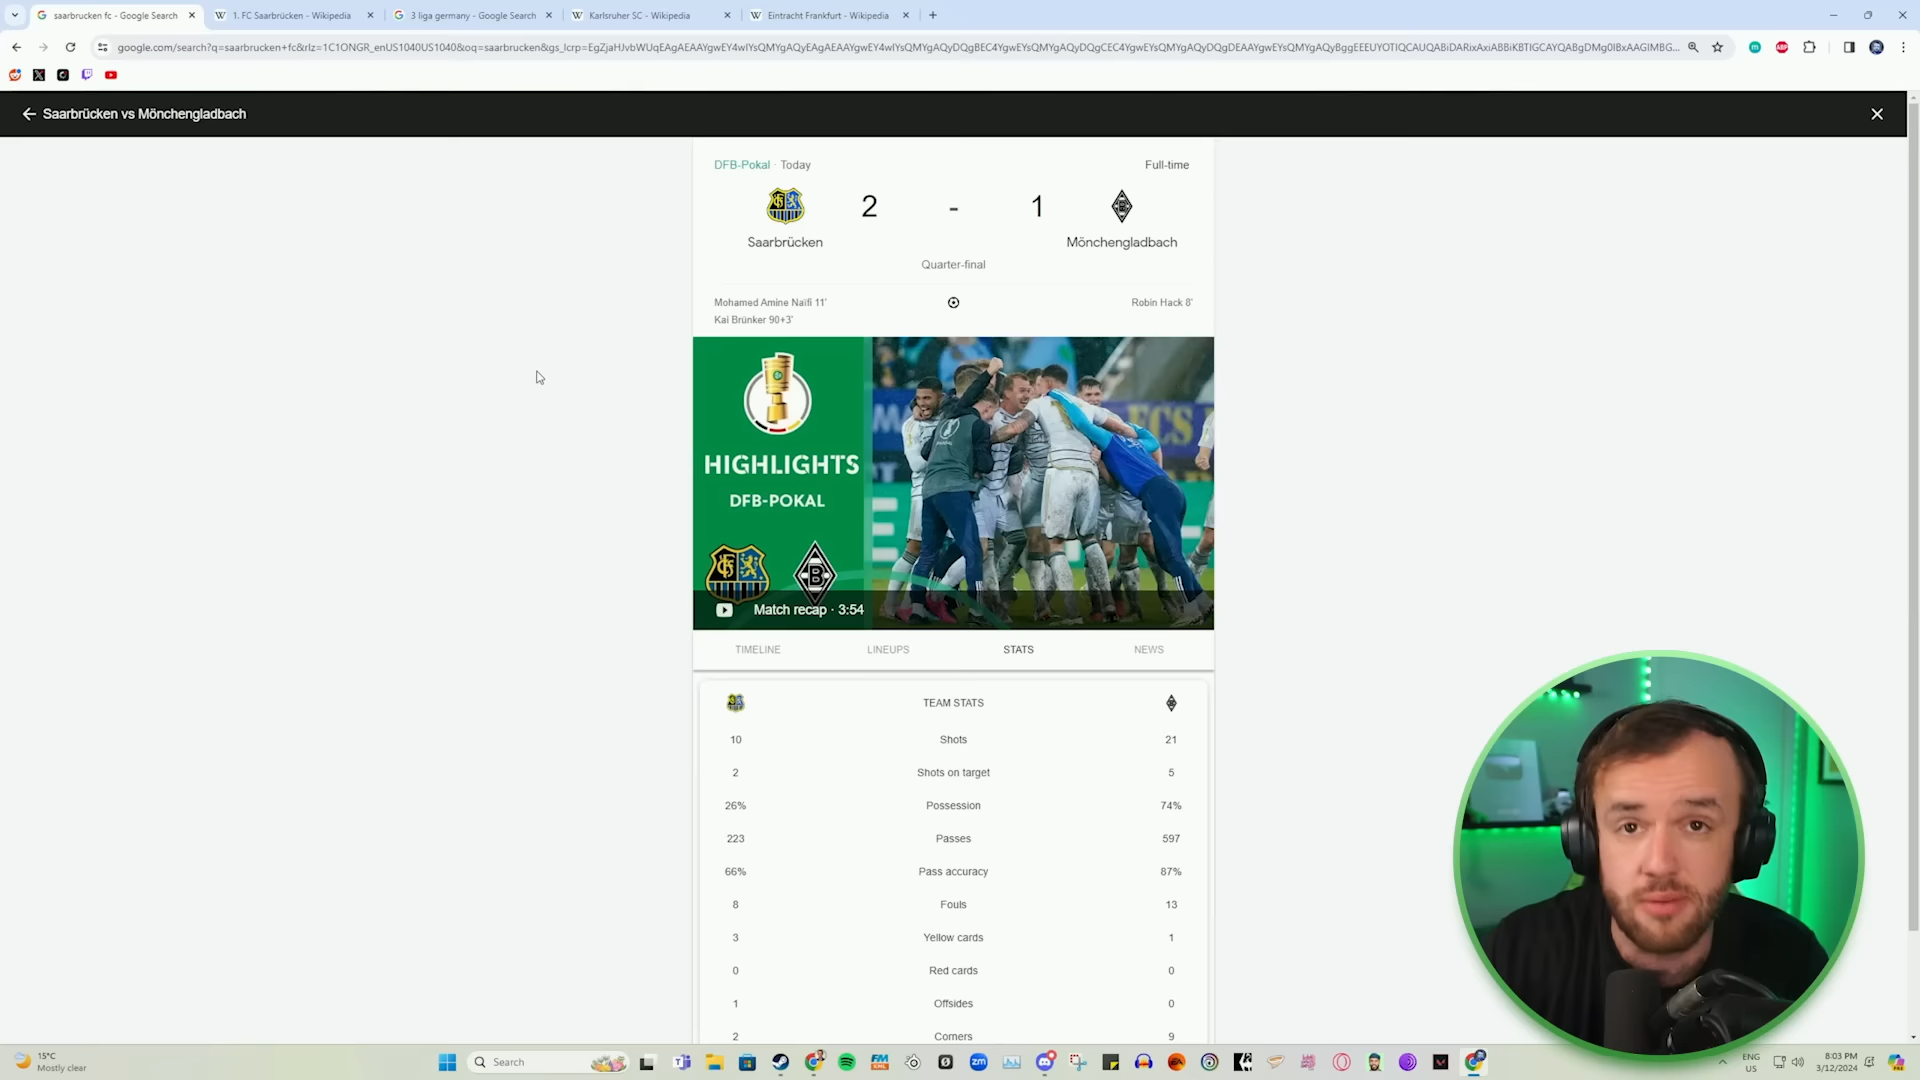 saarbrucken fc - Google Search
1. FC Saarbrücken - Wikipedia
3 liga germany - Google Search
Karlsruher SC - Wikipedia
Eintracht Frankfurt - Wikipedia
Saarbrücken vs Mönchengladbach
DFB-Pokal · Today
Full-time
2 - 1
Saarbrücken
Mönchengladbach
Quarter-final
Mohamed Amine Naïfi 11'
Robin Hack 8'
Kai Brünker 90+3'
HIGHLIGHTS
DFB-POKAL
FCS
Match recap · 3:54
TIMELINE LINEUPS STATS NEWS
TEAM STATS
10 Shots 21
2 Shots on target 5
26% Possession 74%
223 Passes 597
66% Pass accuracy 87%
8 Fouls 13
3 Yellow cards 1
0 Red cards 0
1 Offsides 0
2 Corners 9
15°C
Mostly clear
Search
ENG
US
8:03 PM
3/12/2024